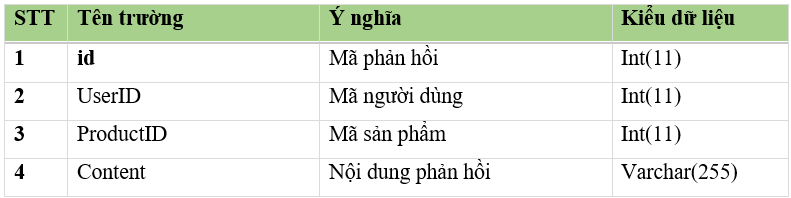 STT Tên trường Ý nghĩa Kiểu dữ liệu
1 id Mã phản hồi Int(11)
2 UserID Mã người dùng Int(11)
3 ProductID Mã sản phẩm Int(11)
4 Content Nội dung phản hồi Varchar(255)